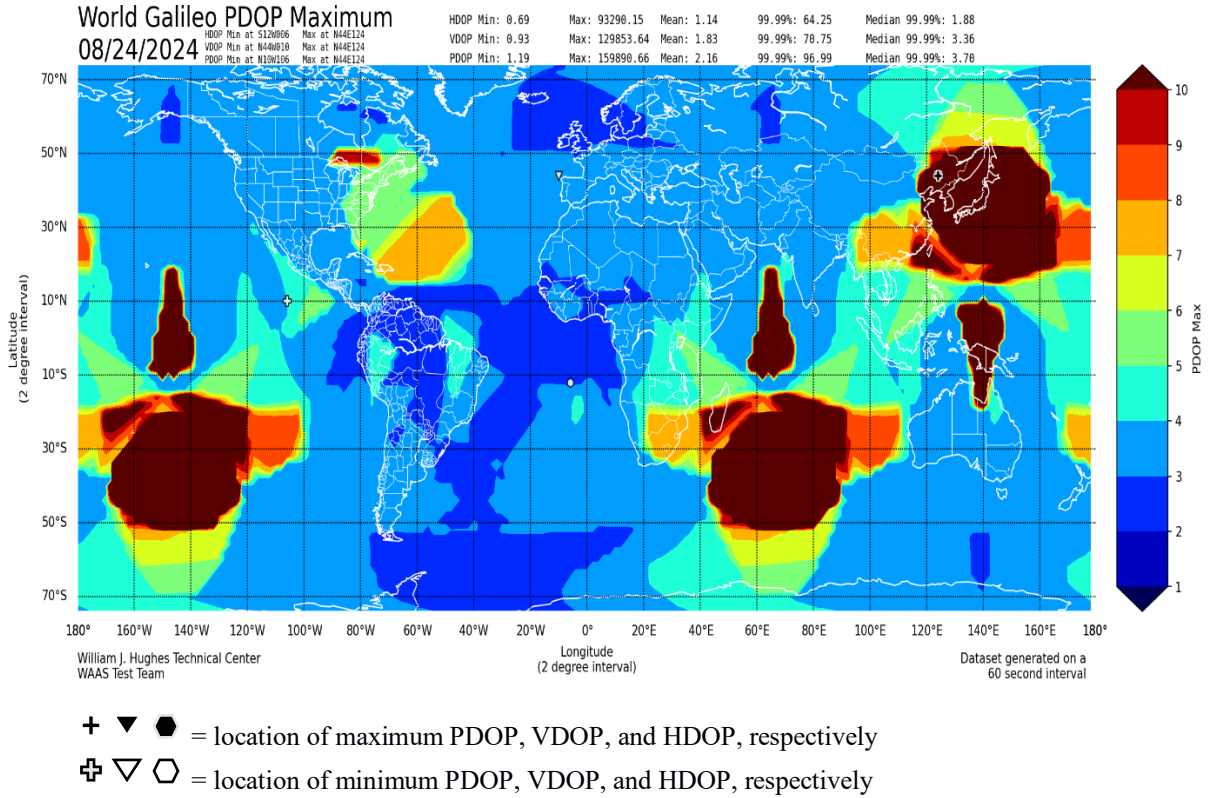 World Galileo PDOP Maximum
08/24/2024
HDOP Min at S12W006 Max at N44E124
VDOP Min at N44W010 Max at N44E124
PDOP Min at N10W106 Max at N44E124
HDOP Min: 0.69 Max: 93290.15 Mean: 1.14 99.99%: 64.25 Median 99.99%: 1.88
VDOP Min: 0.93 Max: 129853.64 Mean: 1.83 99.99%: 70.75 Median 99.99%: 3.36
PDOP Min: 1.19 Max: 159890.66 Mean: 2.16 99.99%: 96.99 Median 99.99%: 3.70
70°N
50°N
30°N
10°N
10°S
30°S
50°S
70°S
Latitude
(2 degree interval)
180° 160°W 140°W 120°W 100°W 80°W 60°W 40°W 20°W 0° 20°E 40°E 60°E 80°E 100°E 120°E 140°E 160°E 180°
Longitude
(2 degree interval)
10
9
8
7
6
5
4
3
2
1
PDOP Max
William J. Hughes Technical Center
WAAS Test Team
Dataset generated on a
60 second interval
= location of maximum PDOP, VDOP, and HDOP, respectively
= location of minimum PDOP, VDOP, and HDOP, respectively